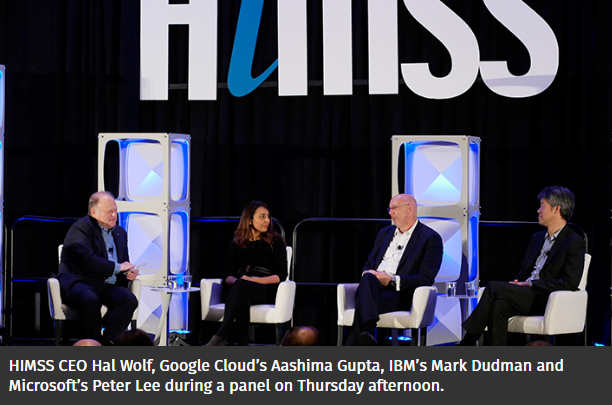 HIMSS
HIMSS CEO Hal Wolf, Google Cloud's Aashima Gupta, IBM's Mark Dudman and
Microsoft's Peter Lee during a panel on Thursday afternoon.